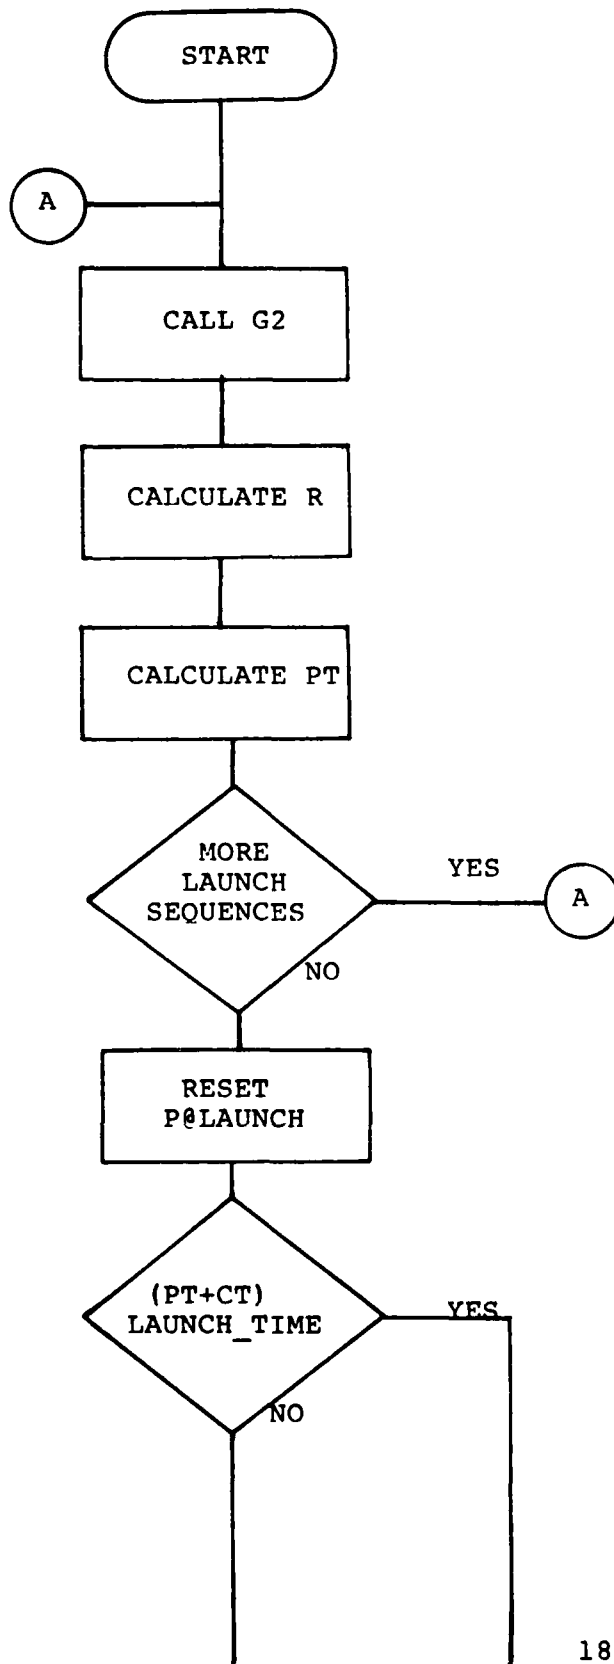 START
A
CALL G2
CALCULATE R
CALCULATE PT
MORE
LAUNCH
SEQUENCES
YES
A
NO
RESET
P@LAUNCH
(PT+CT)
LAUNCH_TIME
YES
NO
18